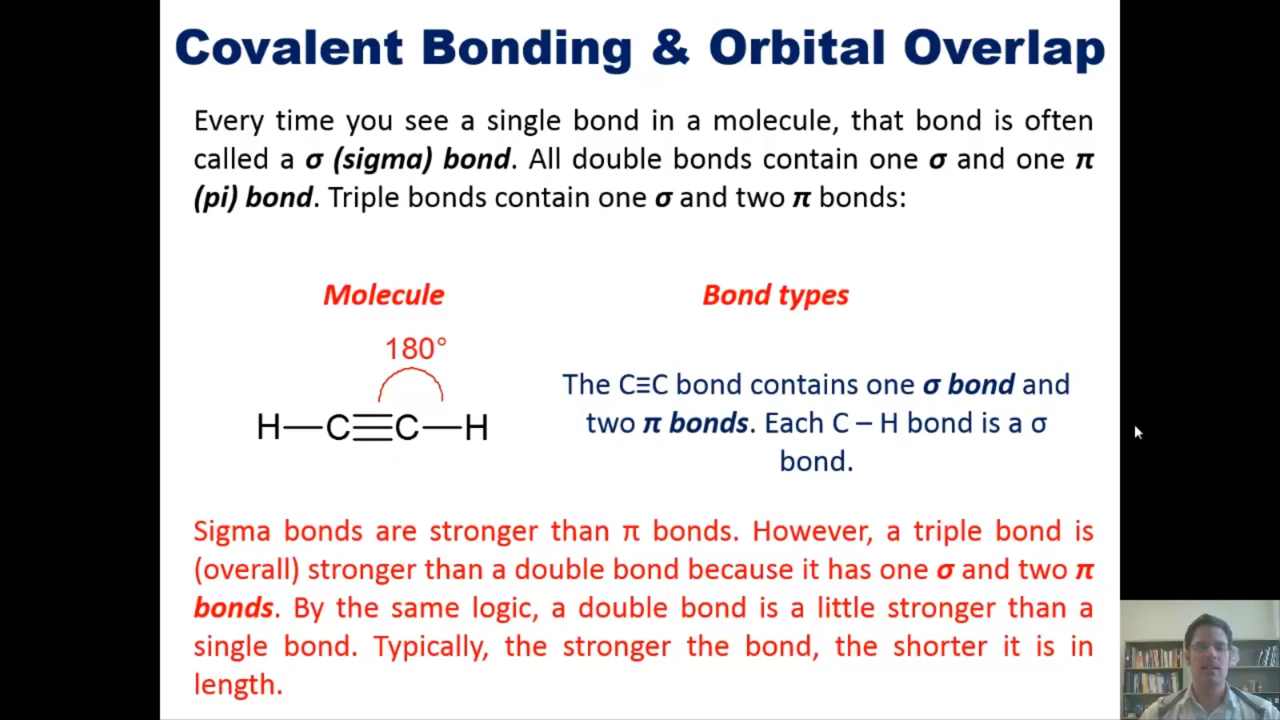 Covalent Bonding & Orbital Overlap
Every time you see a single bond in a molecule, that bond is often
called a σ (sigma) bond. All double bonds contain one σ and one π
(pi) bond. Triple bonds contain one σ and two π bonds:
Molecule
Bond types
180°
H—C≡C—H
The C≡C bond contains one σ bond and
two π bonds. Each C – H bond is a σ
bond.
Sigma bonds are stronger than π bonds. However, a triple bond is
(overall) stronger than a double bond because it has one σ and two π
bonds. By the same logic, a double bond is a little stronger than a
single bond. Typically, the stronger the bond, the shorter it is in
length.